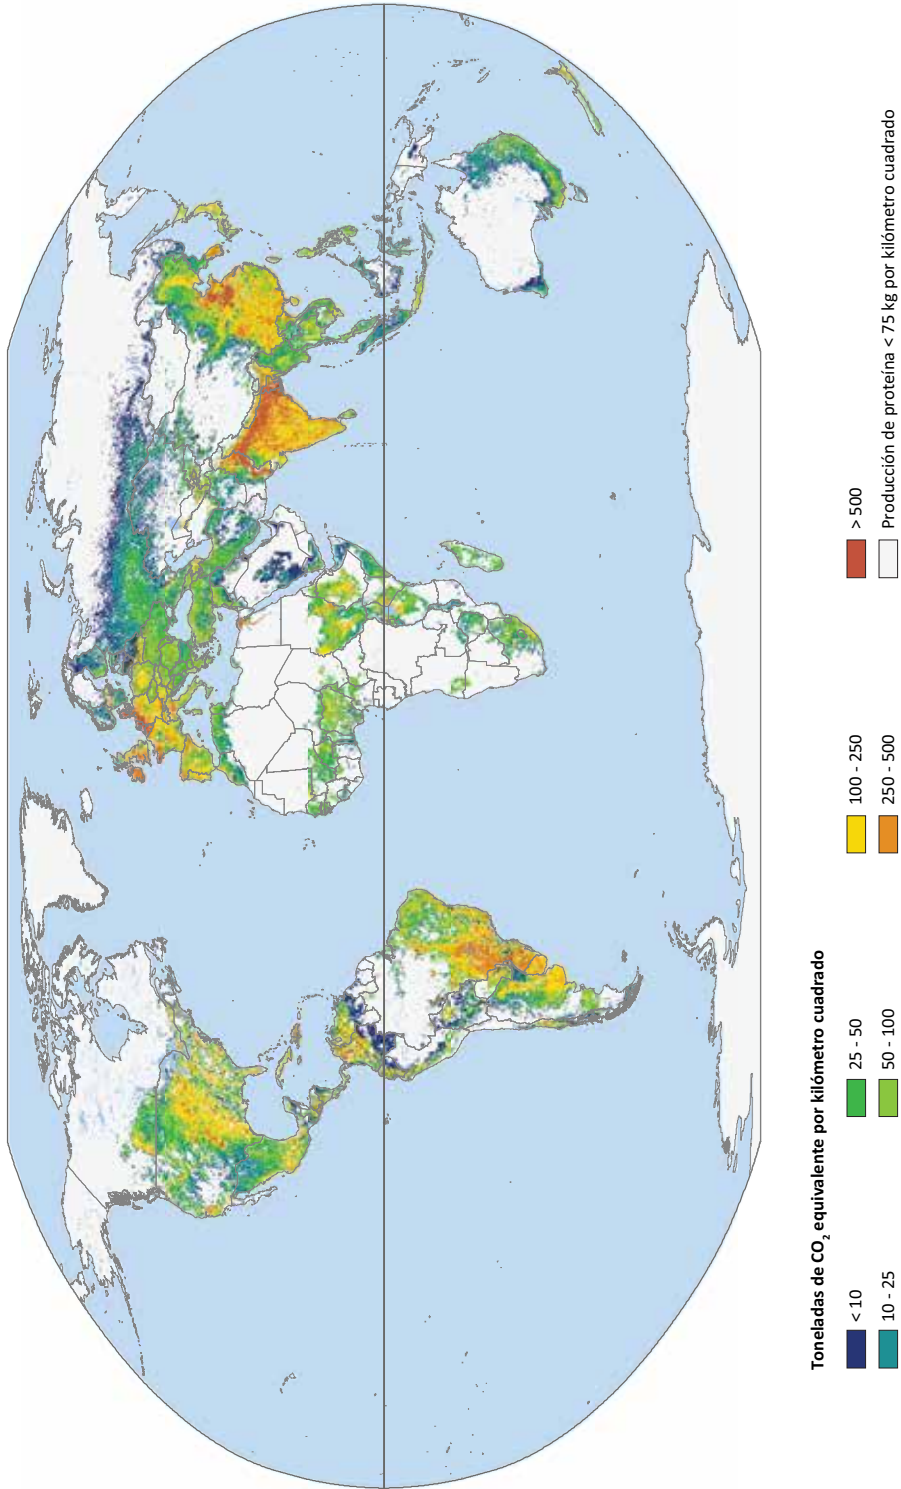 Toneladas de CO₂ equivalente por kilómetro cuadrado
< 10
10 - 25
25 - 50
50 - 100
100 - 250
250 - 500
> 500
Producción de proteína < 75 kg por kilómetro cuadrado